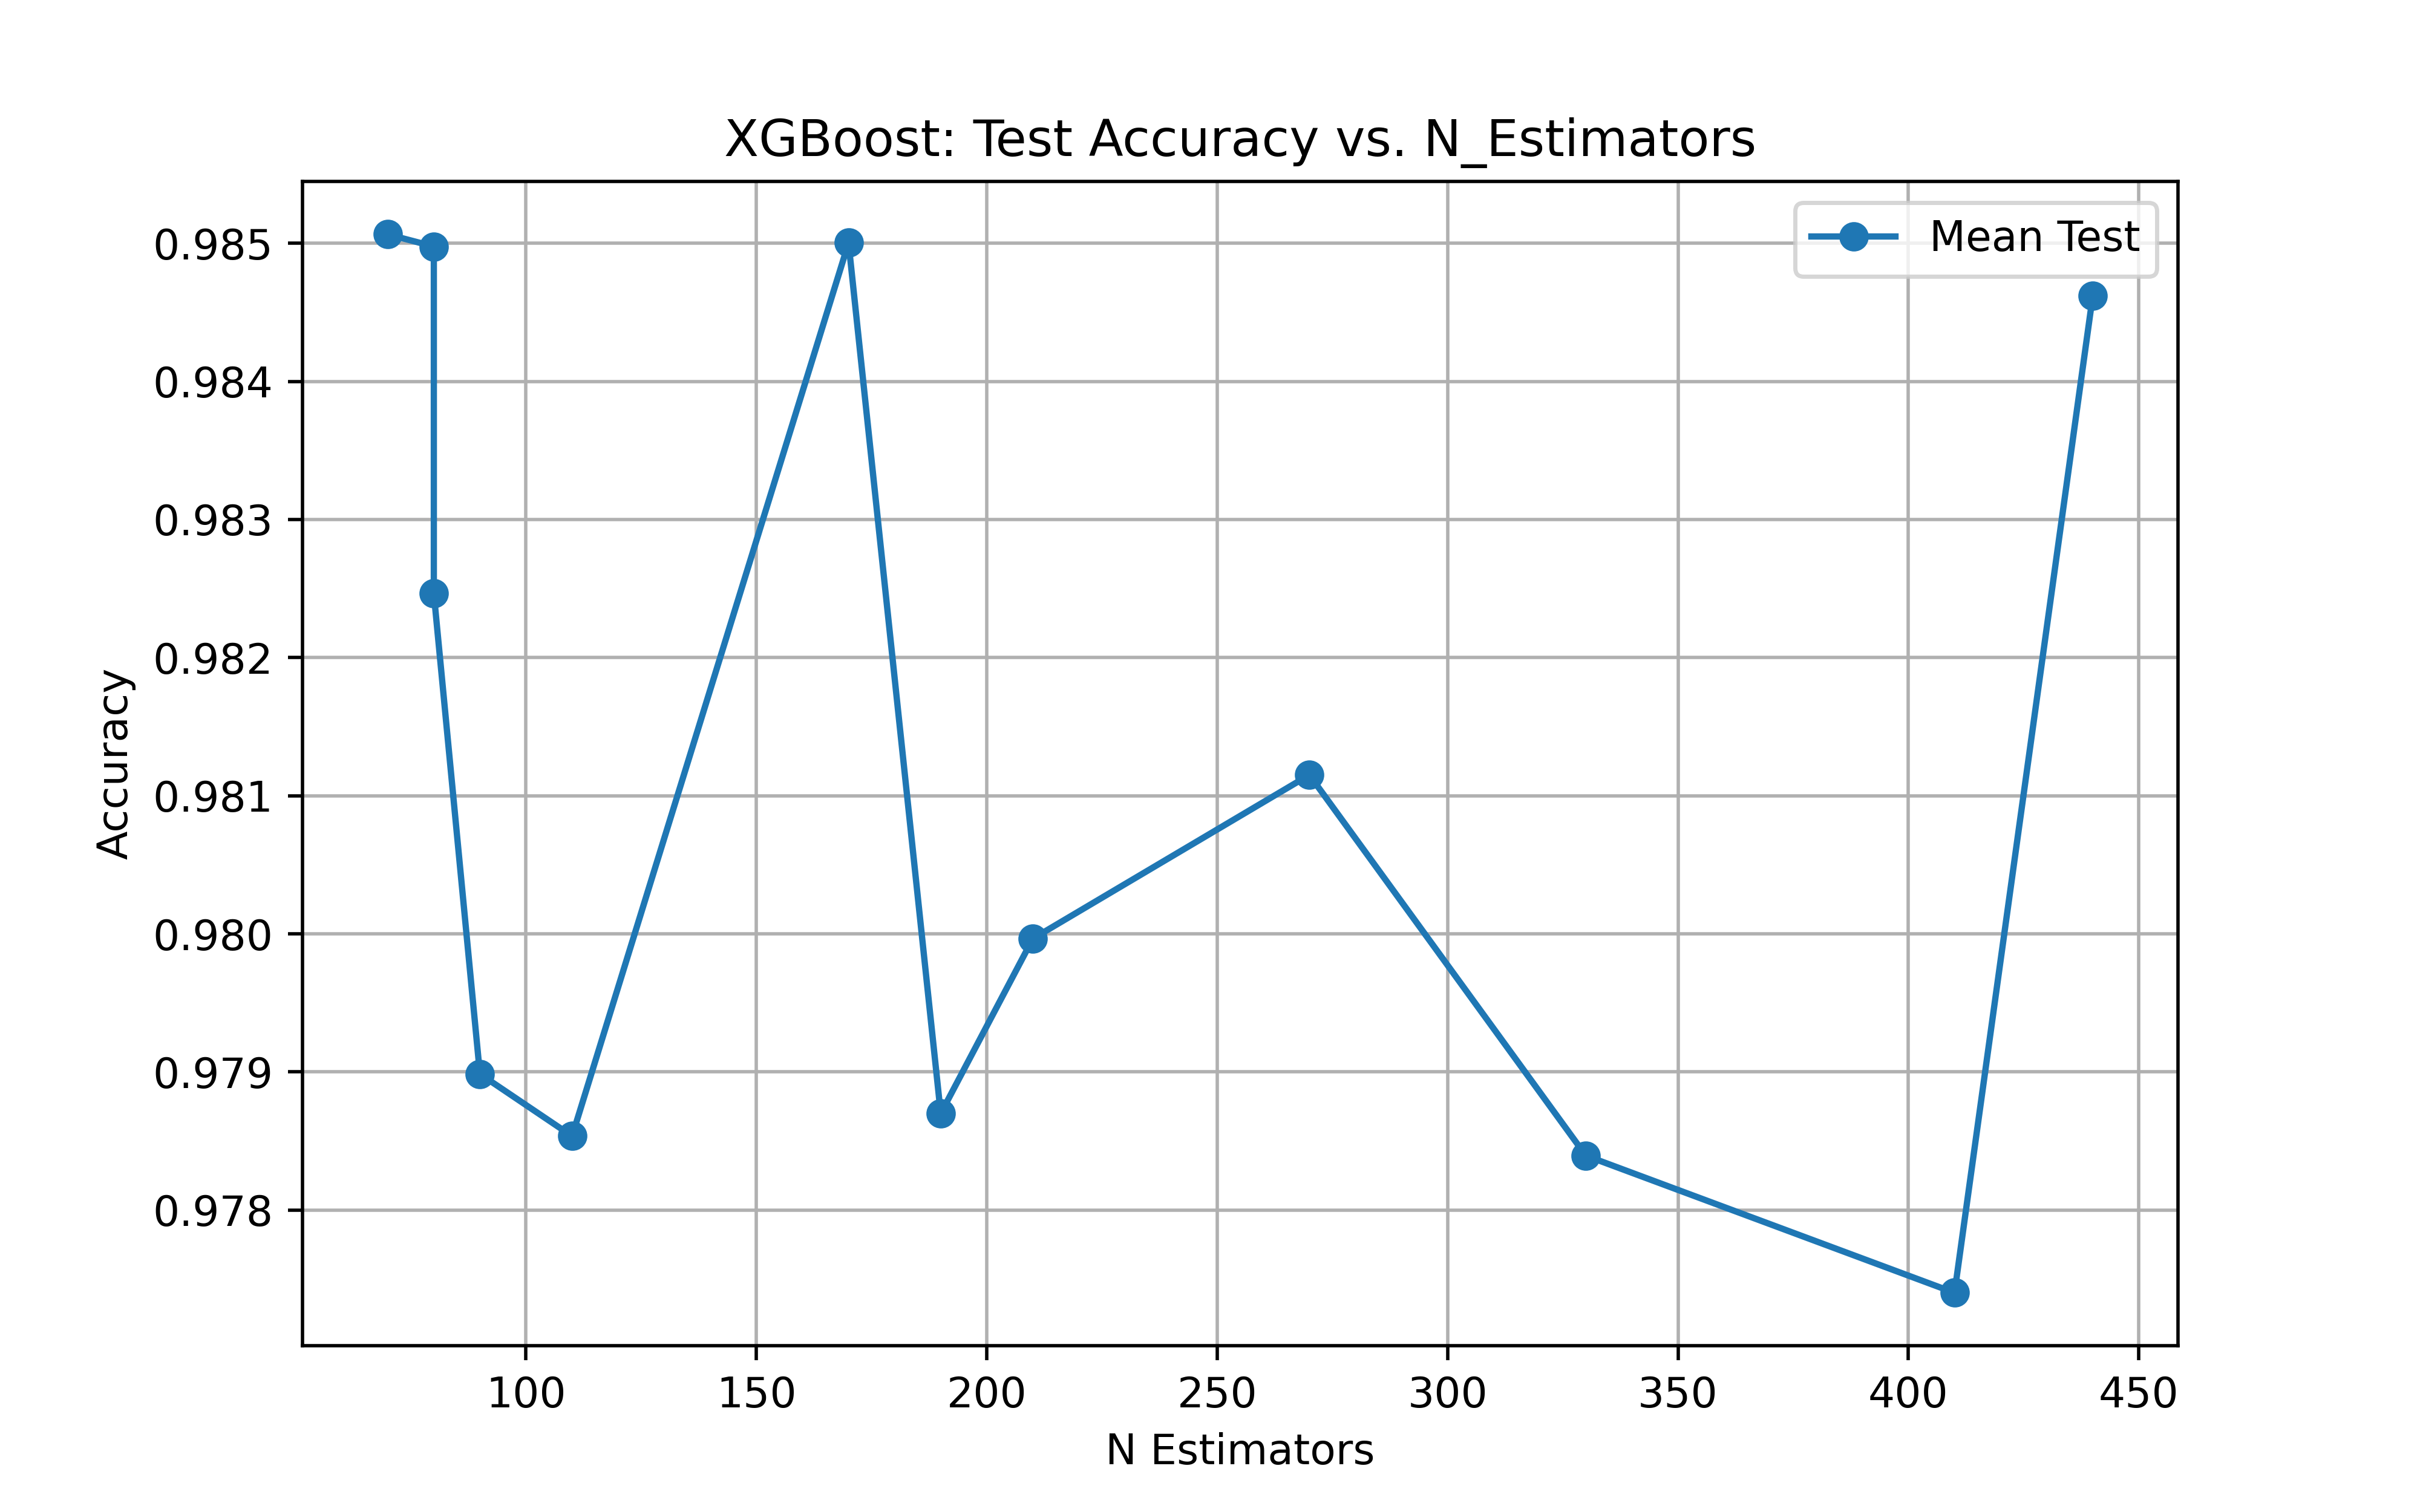 XGBoost: Test Accuracy vs. N_Estimators
Mean Test
0.985
0.984
0.983
0.982
0.981
0.980
0.979
0.978
Accuracy
100 150 200 250 300 350 400 450
N Estimators